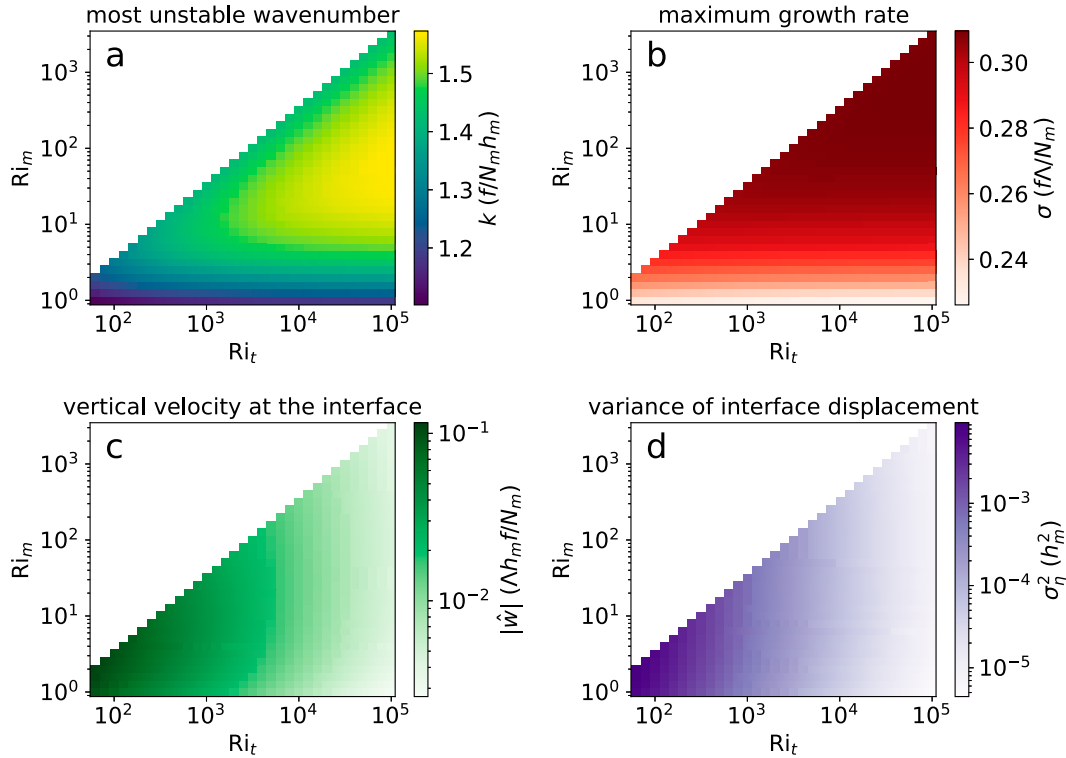 most unstable wavenumber
a
10³
10²
10¹
10⁰
Ri_m
10² 10³ 10⁴ 10⁵
Ri_t
1.5
1.4
1.3
1.2
k (f/N_m h_m)
maximum growth rate
b
10³
10²
10¹
10⁰
Ri_m
10² 10³ 10⁴ 10⁵
Ri_t
0.30
0.28
0.26
0.24
σ (fΛ/N_m)
vertical velocity at the interface
c
10³
10²
10¹
10⁰
Ri_m
10² 10³ 10⁴ 10⁵
Ri_t
10⁻¹
10⁻²
|ŵ| (Λh_m f/N_m)
variance of interface displacement
d
10³
10²
10¹
10⁰
Ri_m
10² 10³ 10⁴ 10⁵
Ri_t
10⁻³
10⁻⁴
10⁻⁵
σ_η² (h_m²)